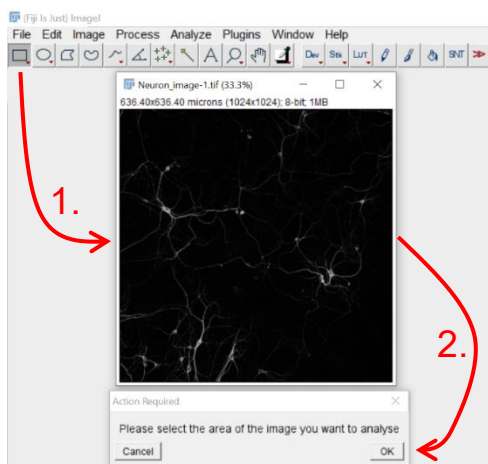 (Fiji Is Just) ImageJ
File Edit Image Process Analyze Plugins Window Help
A Dev Stk LUT SNT
Neuron_image-1.tif (33.3%)
636.40x636.40 microns (1024x1024); 8-bit; 1MB
1.
2.
Action Required
Please select the area of the image you want to analyse
Cancel OK